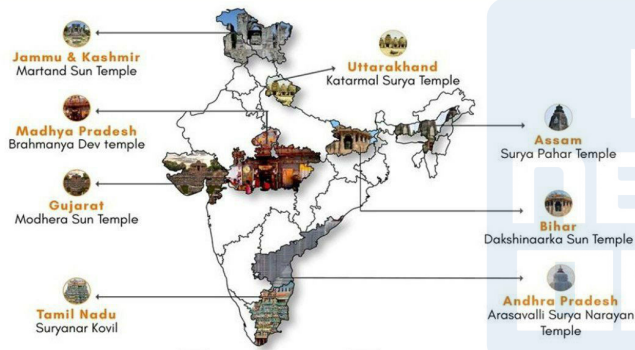 Jammu & Kashmir
Martand Sun Temple
Uttarakhand
Katarmal Surya Temple
Madhya Pradesh
Brahmanya Dev temple
Assam
Surya Pahar Temple
Gujarat
Modhera Sun Temple
Bihar
Dakshinaarka Sun Temple
Tamil Nadu
Suryanar Kovil
Andhra Pradesh
Arasavalli Surya Narayan
Temple